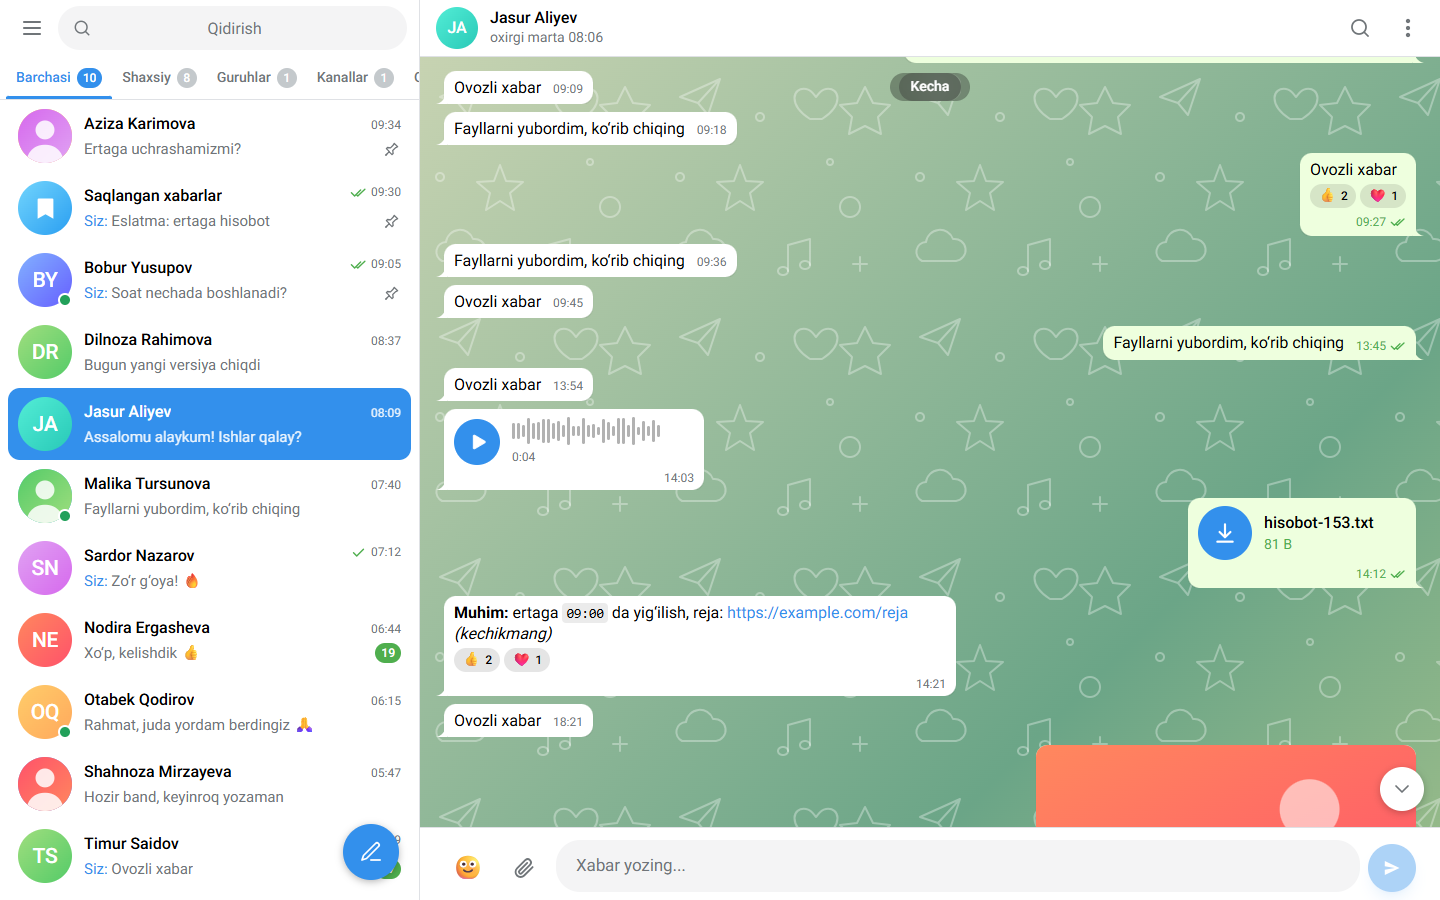 Qidirish
Barchasi 10 Shaxsiy 8 Guruhlar 1 Kanallar 1
Aziza Karimova 09:34
Ertaga uchrashamizmi?
Saqlangan xabarlar 09:30
Siz: Eslatma: ertaga hisobot
BY Bobur Yusupov 09:05
Siz: Soat nechada boshlanadi?
DR Dilnoza Rahimova 08:37
Bugun yangi versiya chiqdi
JA Jasur Aliyev 08:09
Assalomu alaykum! Ishlar qalay?
Malika Tursunova 07:40
Fayllarni yubordim, ko‘rib chiqing
SN Sardor Nazarov 07:12
Siz: Zo‘r g‘oya! 🔥
NE Nodira Ergasheva 06:44
Xo‘p, kelishdik 👍 19
OQ Otabek Qodirov 06:15
Rahmat, juda yordam berdingiz 🙏
Shahnoza Mirzayeva 05:47
Hozir band, keyinroq yozaman
TS Timur Saidov
Siz: Ovozli xabar
JA Jasur Aliyev
oxirgi marta 08:06
Kecha
Ovozli xabar 09:09
Fayllarni yubordim, ko‘rib chiqing 09:18
Ovozli xabar
👍 2 ❤️ 1
09:27
Fayllarni yubordim, ko‘rib chiqing 09:36
Ovozli xabar 09:45
Fayllarni yubordim, ko‘rib chiqing 13:45
Ovozli xabar 13:54
0:04
14:03
hisobot-153.txt
81 B
14:12
Muhim: ertaga 09:00 da yig‘ilish, reja: https://example.com/reja
(kechikmang)
👍 2 ❤️ 1
14:21
Ovozli xabar 18:21
Xabar yozing...